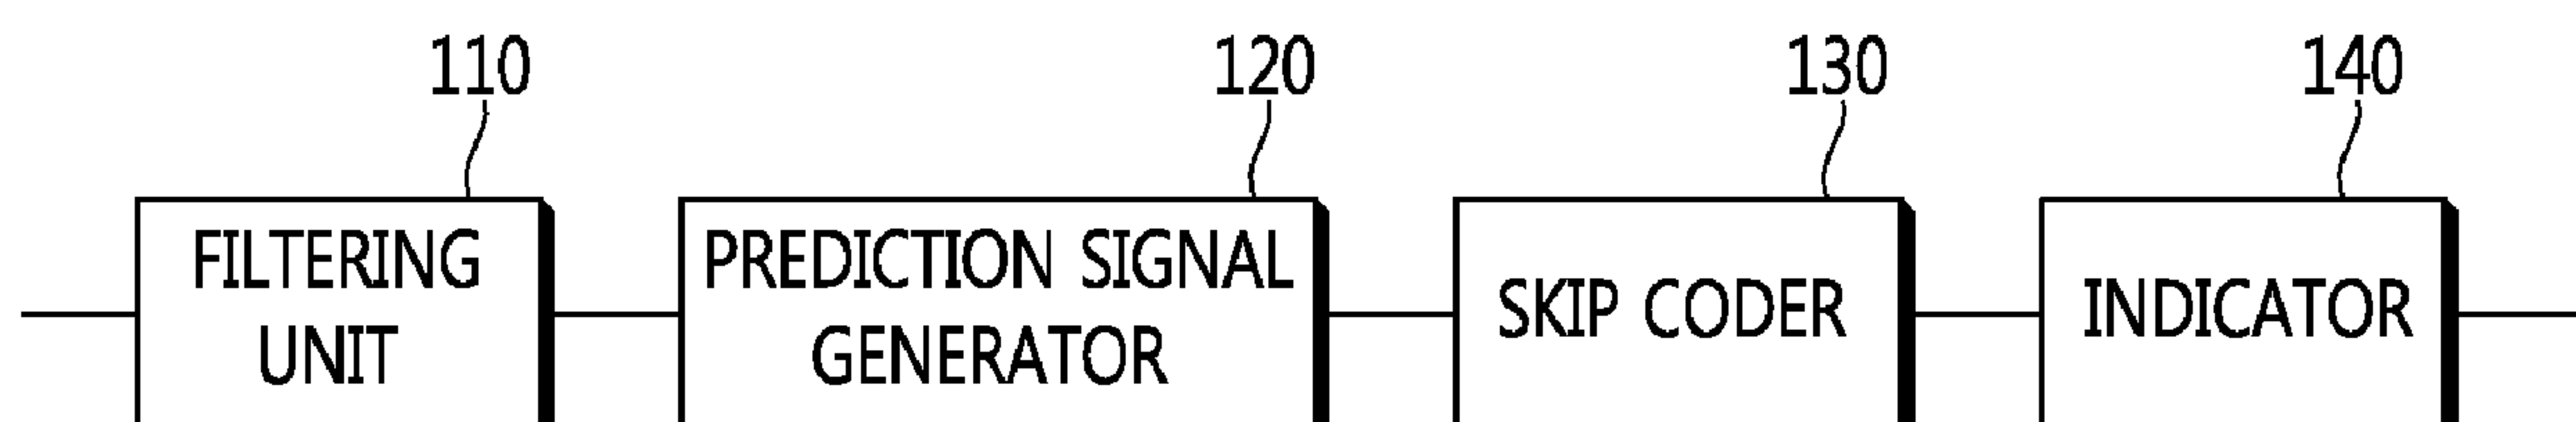 110
120
130
140
FILTERING
UNIT
PREDICTION SIGNAL
GENERATOR
SKIP CODER
INDICATOR